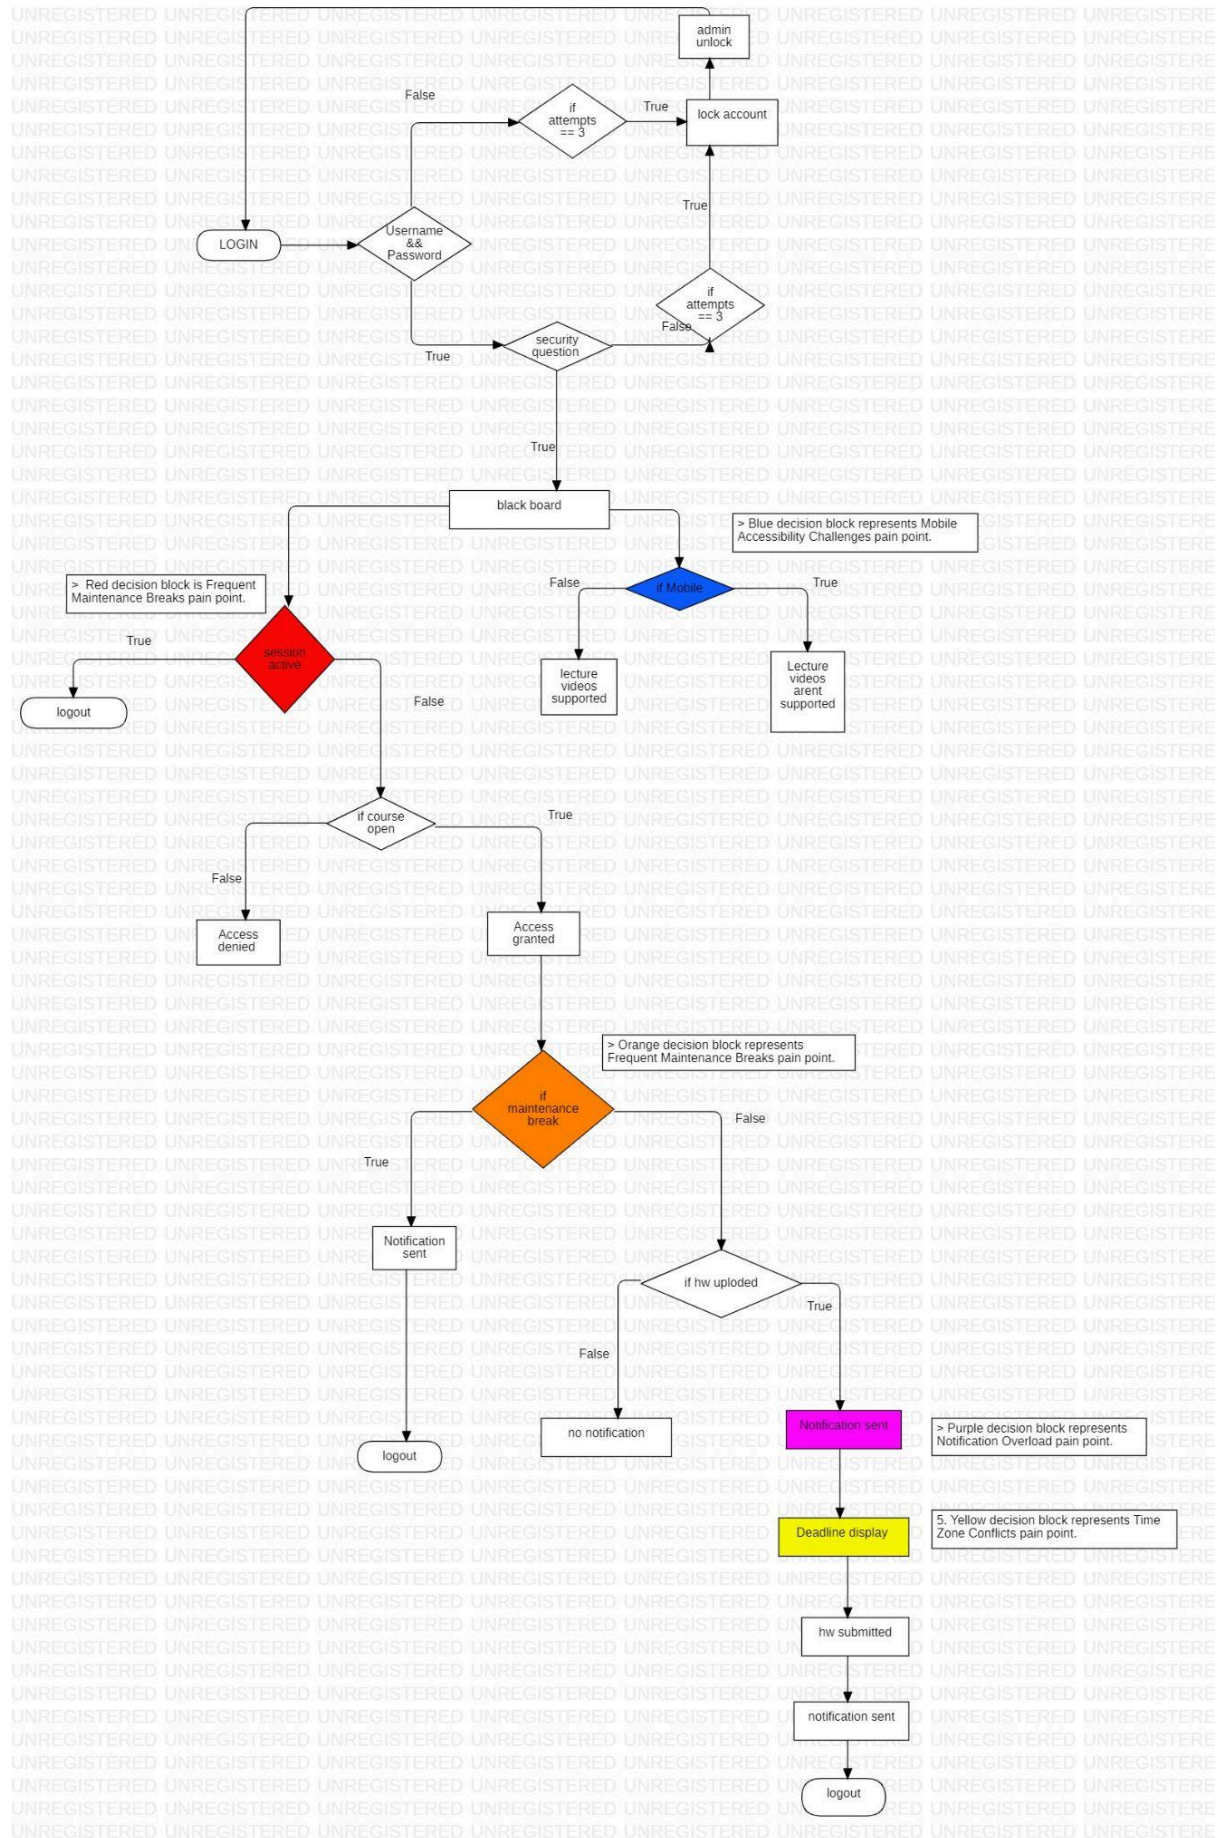 admin
unlock
False
if
attempts
== 3
True
lock account
True
LOGIN
Username
&&
Password
if
attempts
== 3
False
True
security
question
True
black board
> Blue decision block represents Mobile
Accessibility Challenges pain point.
>  Red decision block is Frequent
Maintenance Breaks pain point.
False
if Mobile
True
True
session
active
False
lecture
videos
supported
Lecture
videos
arent
supported
logout
if course
open
True
False
Access
denied
Access
granted
> Orange decision block represents
Frequent Maintenance Breaks pain point.
if
maintenance
break
False
True
Notification
sent
if hw uploded
True
False
no notification
Notification sent
> Purple decision block represents
Notification Overload pain point.
logout
Deadline display
5. Yellow decision block represents Time
Zone Conflicts pain point.
hw submitted
notification sent
logout
UNREGISTERED